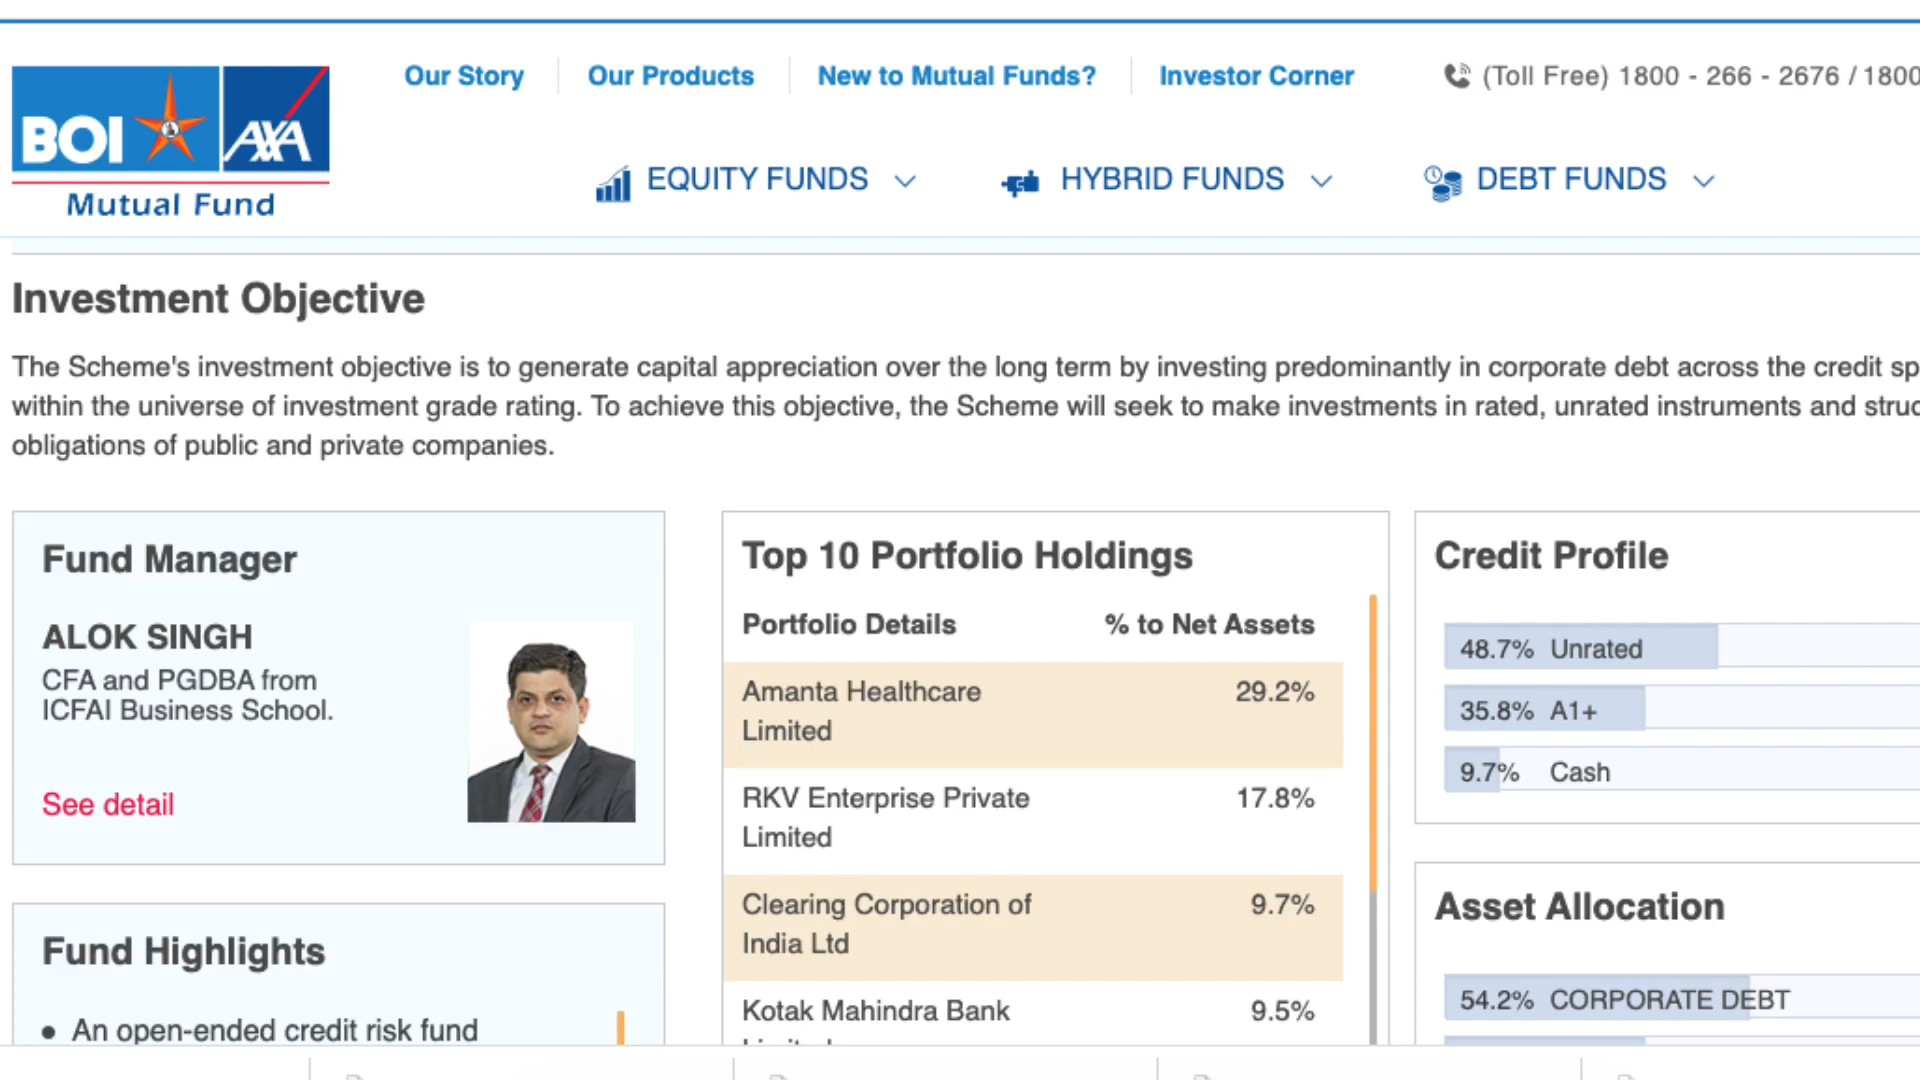 BOI AXA
Mutual Fund
Our Story
Our Products
New to Mutual Funds?
Investor Corner
(Toll Free) 1800 - 266 - 2676 / 1800
EQUITY FUNDS
HYBRID FUNDS
DEBT FUNDS
Investment Objective
The Scheme's investment objective is to generate capital appreciation over the long term by investing predominantly in corporate debt across the credit sp
within the universe of investment grade rating. To achieve this objective, the Scheme will seek to make investments in rated, unrated instruments and struc
obligations of public and private companies.
Fund Manager
ALOK SINGH
CFA and PGDBA from
ICFAI Business School.
See detail
Fund Highlights
• An open-ended credit risk fund
Top 10 Portfolio Holdings
Portfolio Details % to Net Assets
Amanta Healthcare 29.2%
Limited
RKV Enterprise Private 17.8%
Limited
Clearing Corporation of 9.7%
India Ltd
Kotak Mahindra Bank 9.5%
Credit Profile
48.7% Unrated
35.8% A1+
9.7% Cash
Asset Allocation
54.2% CORPORATE DEBT